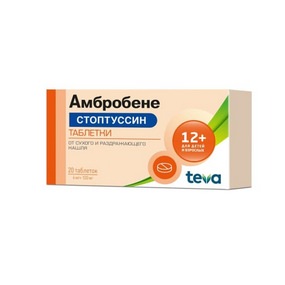 Амбробене
СТОПТУССИН
ТАБЛЕТКИ
ОТ СУХОГО И РАЗДРАЖАЮЩЕГО
КАШЛЯ
12+
ДЛЯ ДЕТЕЙ
И ВЗРОСЛЫХ
20 таблеток
teva